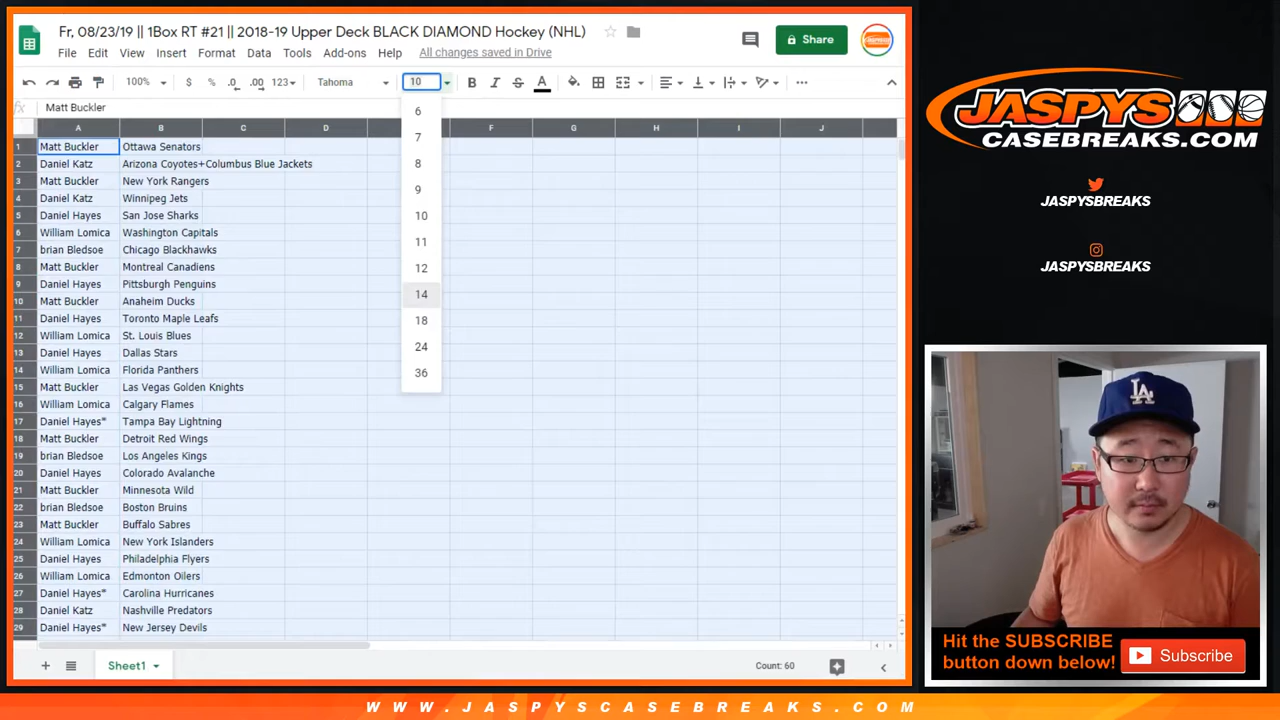 Fr, 08/23/19 || 1Box RT #21 || 2018-19 Upper Deck BLACK DIAMOND Hockey (NHL)
File Edit View Insert Format Data Tools Add-ons Help All changes saved in Drive
Share
100% $ % .0 .00 123 Tahoma 10 B I S A
fx Matt Buckler
A B C D F G H I J
1 Matt Buckler Ottawa Senators
2 Daniel Katz Arizona Coyotes+Columbus Blue Jackets
3 Matt Buckler New York Rangers
4 Daniel Katz Winnipeg Jets
5 Daniel Hayes San Jose Sharks
6 William Lomica Washington Capitals
7 brian Bledsoe Chicago Blackhawks
8 Matt Buckler Montreal Canadiens
9 Daniel Hayes Pittsburgh Penguins
10 Matt Buckler Anaheim Ducks
11 Daniel Hayes Toronto Maple Leafs
12 William Lomica St. Louis Blues
13 Daniel Hayes Dallas Stars
14 William Lomica Florida Panthers
15 Matt Buckler Las Vegas Golden Knights
16 William Lomica Calgary Flames
17 Daniel Hayes* Tampa Bay Lightning
18 Matt Buckler Detroit Red Wings
19 brian Bledsoe Los Angeles Kings
20 Daniel Hayes Colorado Avalanche
21 Matt Buckler Minnesota Wild
22 brian Bledsoe Boston Bruins
23 Matt Buckler Buffalo Sabres
24 William Lomica New York Islanders
25 Daniel Hayes Philadelphia Flyers
26 William Lomica Edmonton Oilers
27 Daniel Hayes* Carolina Hurricanes
28 Daniel Katz Nashville Predators
29 Daniel Hayes* New Jersey Devils
6
7
8
9
10
11
12
14
18
24
36
Sheet1
Count: 60
JASPYS
CASEBREAKS.COM
JASPYSBREAKS
JASPYSBREAKS
LA
Hit the SUBSCRIBE
button down below!
Subscribe
WWW.JASPYSCASEBREAKS.COM